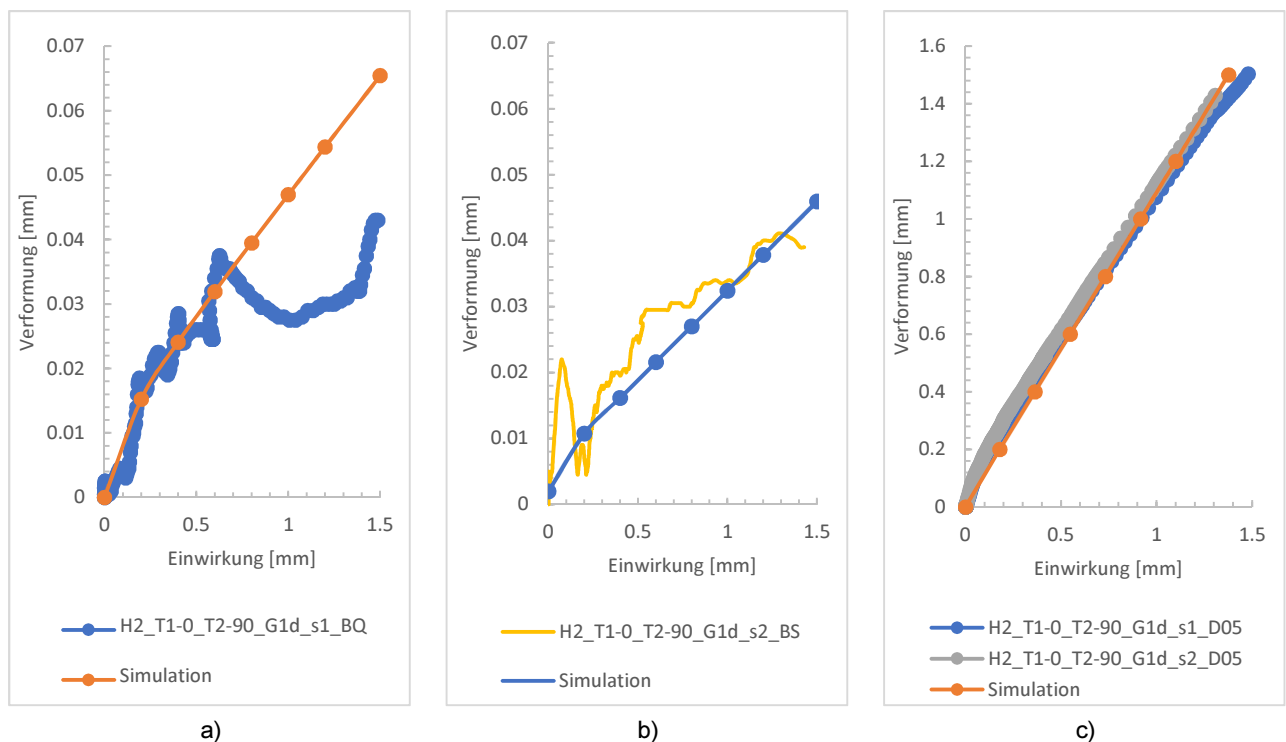 0.07
0.06
0.05
0.04
0.03
0.02
0.01
0
Verformung [mm]
0 0.5 1 1.5
Einwirkung [mm]
H2_T1-0_T2-90_G1d_s1_BQ
Simulation
a)
0.07
0.06
0.05
0.04
0.03
0.02
0.01
0
Verformung [mm]
0 0.5 1 1.5
Einwirkung [mm]
H2_T1-0_T2-90_G1d_s2_BS
Simulation
b)
1.6
1.4
1.2
1
0.8
0.6
0.4
0.2
0
Verformung [mm]
0 0.5 1 1.5
Einwirkung [mm]
H2_T1-0_T2-90_G1d_s1_D05
H2_T1-0_T2-90_G1d_s2_D05
Simulation
c)